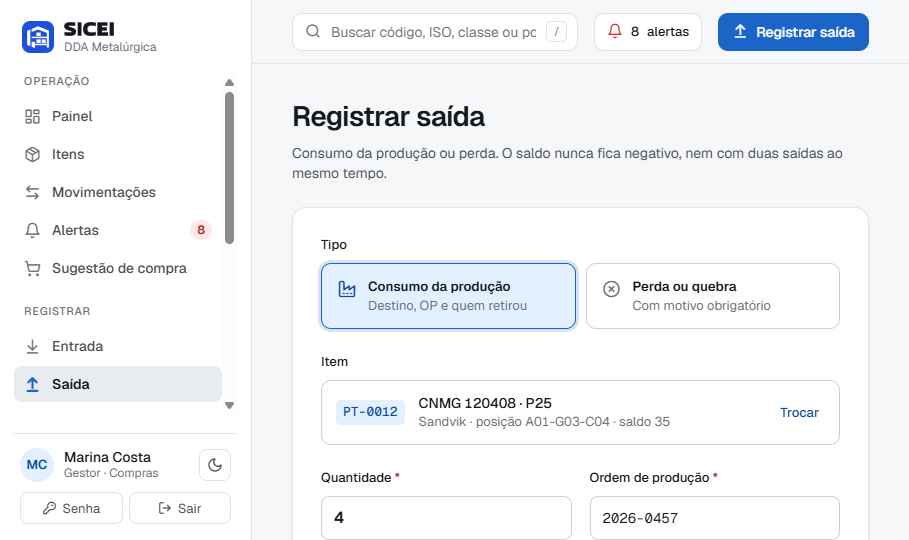 SICEI
DDA Metalúrgica
OPERAÇÃO
Painel
Itens
Movimentações
Alertas 8
Sugestão de compra
REGISTRAR
Entrada
Saída
MC
Marina Costa
Gestor · Compras
Senha
Sair
Buscar código, ISO, classe ou pc /
8 alertas
Registrar saída
Registrar saída
Consumo da produção ou perda. O saldo nunca fica negativo, nem com duas saídas ao
mesmo tempo.
Tipo
Consumo da produção
Destino, OP e quem retirou
Perda ou quebra
Com motivo obrigatório
Item
PT-0012
CNMG 120408 · P25
Sandvik · posição A01-G03-C04 · saldo 35
Trocar
Quantidade *
4
Ordem de produção *
2026-0457